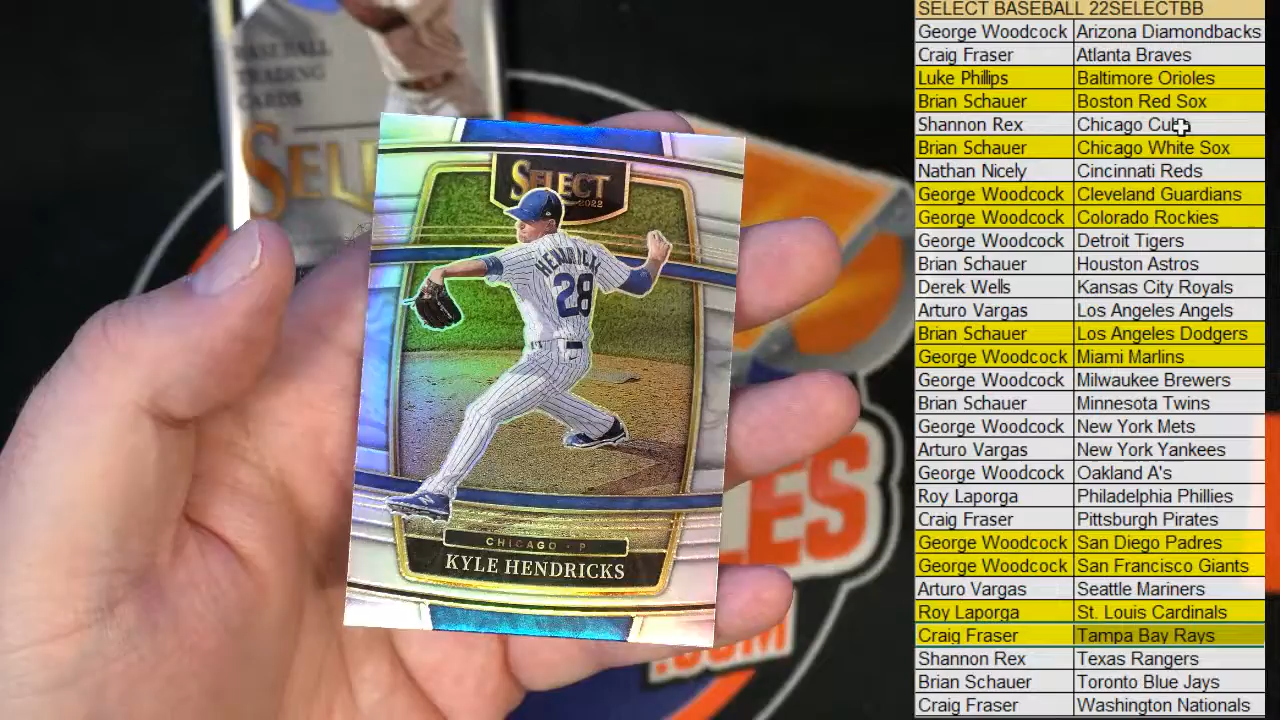 BASEBALL
TRADING
CARDS
SELECT
SELECT
2022
HENDRICKS
28
CHICAGO · P
KYLE HENDRICKS
LES
.COM
SELECT BASEBALL 22SELECTBB
George Woodcock Arizona Diamondbacks
Craig Fraser Atlanta Braves
Luke Phillips Baltimore Orioles
Brian Schauer Boston Red Sox
Shannon Rex Chicago Cubs
Brian Schauer Chicago White Sox
Nathan Nicely Cincinnati Reds
George Woodcock Cleveland Guardians
George Woodcock Colorado Rockies
George Woodcock Detroit Tigers
Brian Schauer Houston Astros
Derek Wells Kansas City Royals
Arturo Vargas Los Angeles Angels
Brian Schauer Los Angeles Dodgers
George Woodcock Miami Marlins
George Woodcock Milwaukee Brewers
Brian Schauer Minnesota Twins
George Woodcock New York Mets
Arturo Vargas New York Yankees
George Woodcock Oakland A's
Roy Laporga Philadelphia Phillies
Craig Fraser Pittsburgh Pirates
George Woodcock San Diego Padres
George Woodcock San Francisco Giants
Arturo Vargas Seattle Mariners
Roy Laporga St. Louis Cardinals
Craig Fraser Tampa Bay Rays
Shannon Rex Texas Rangers
Brian Schauer Toronto Blue Jays
Craig Fraser Washington Nationals